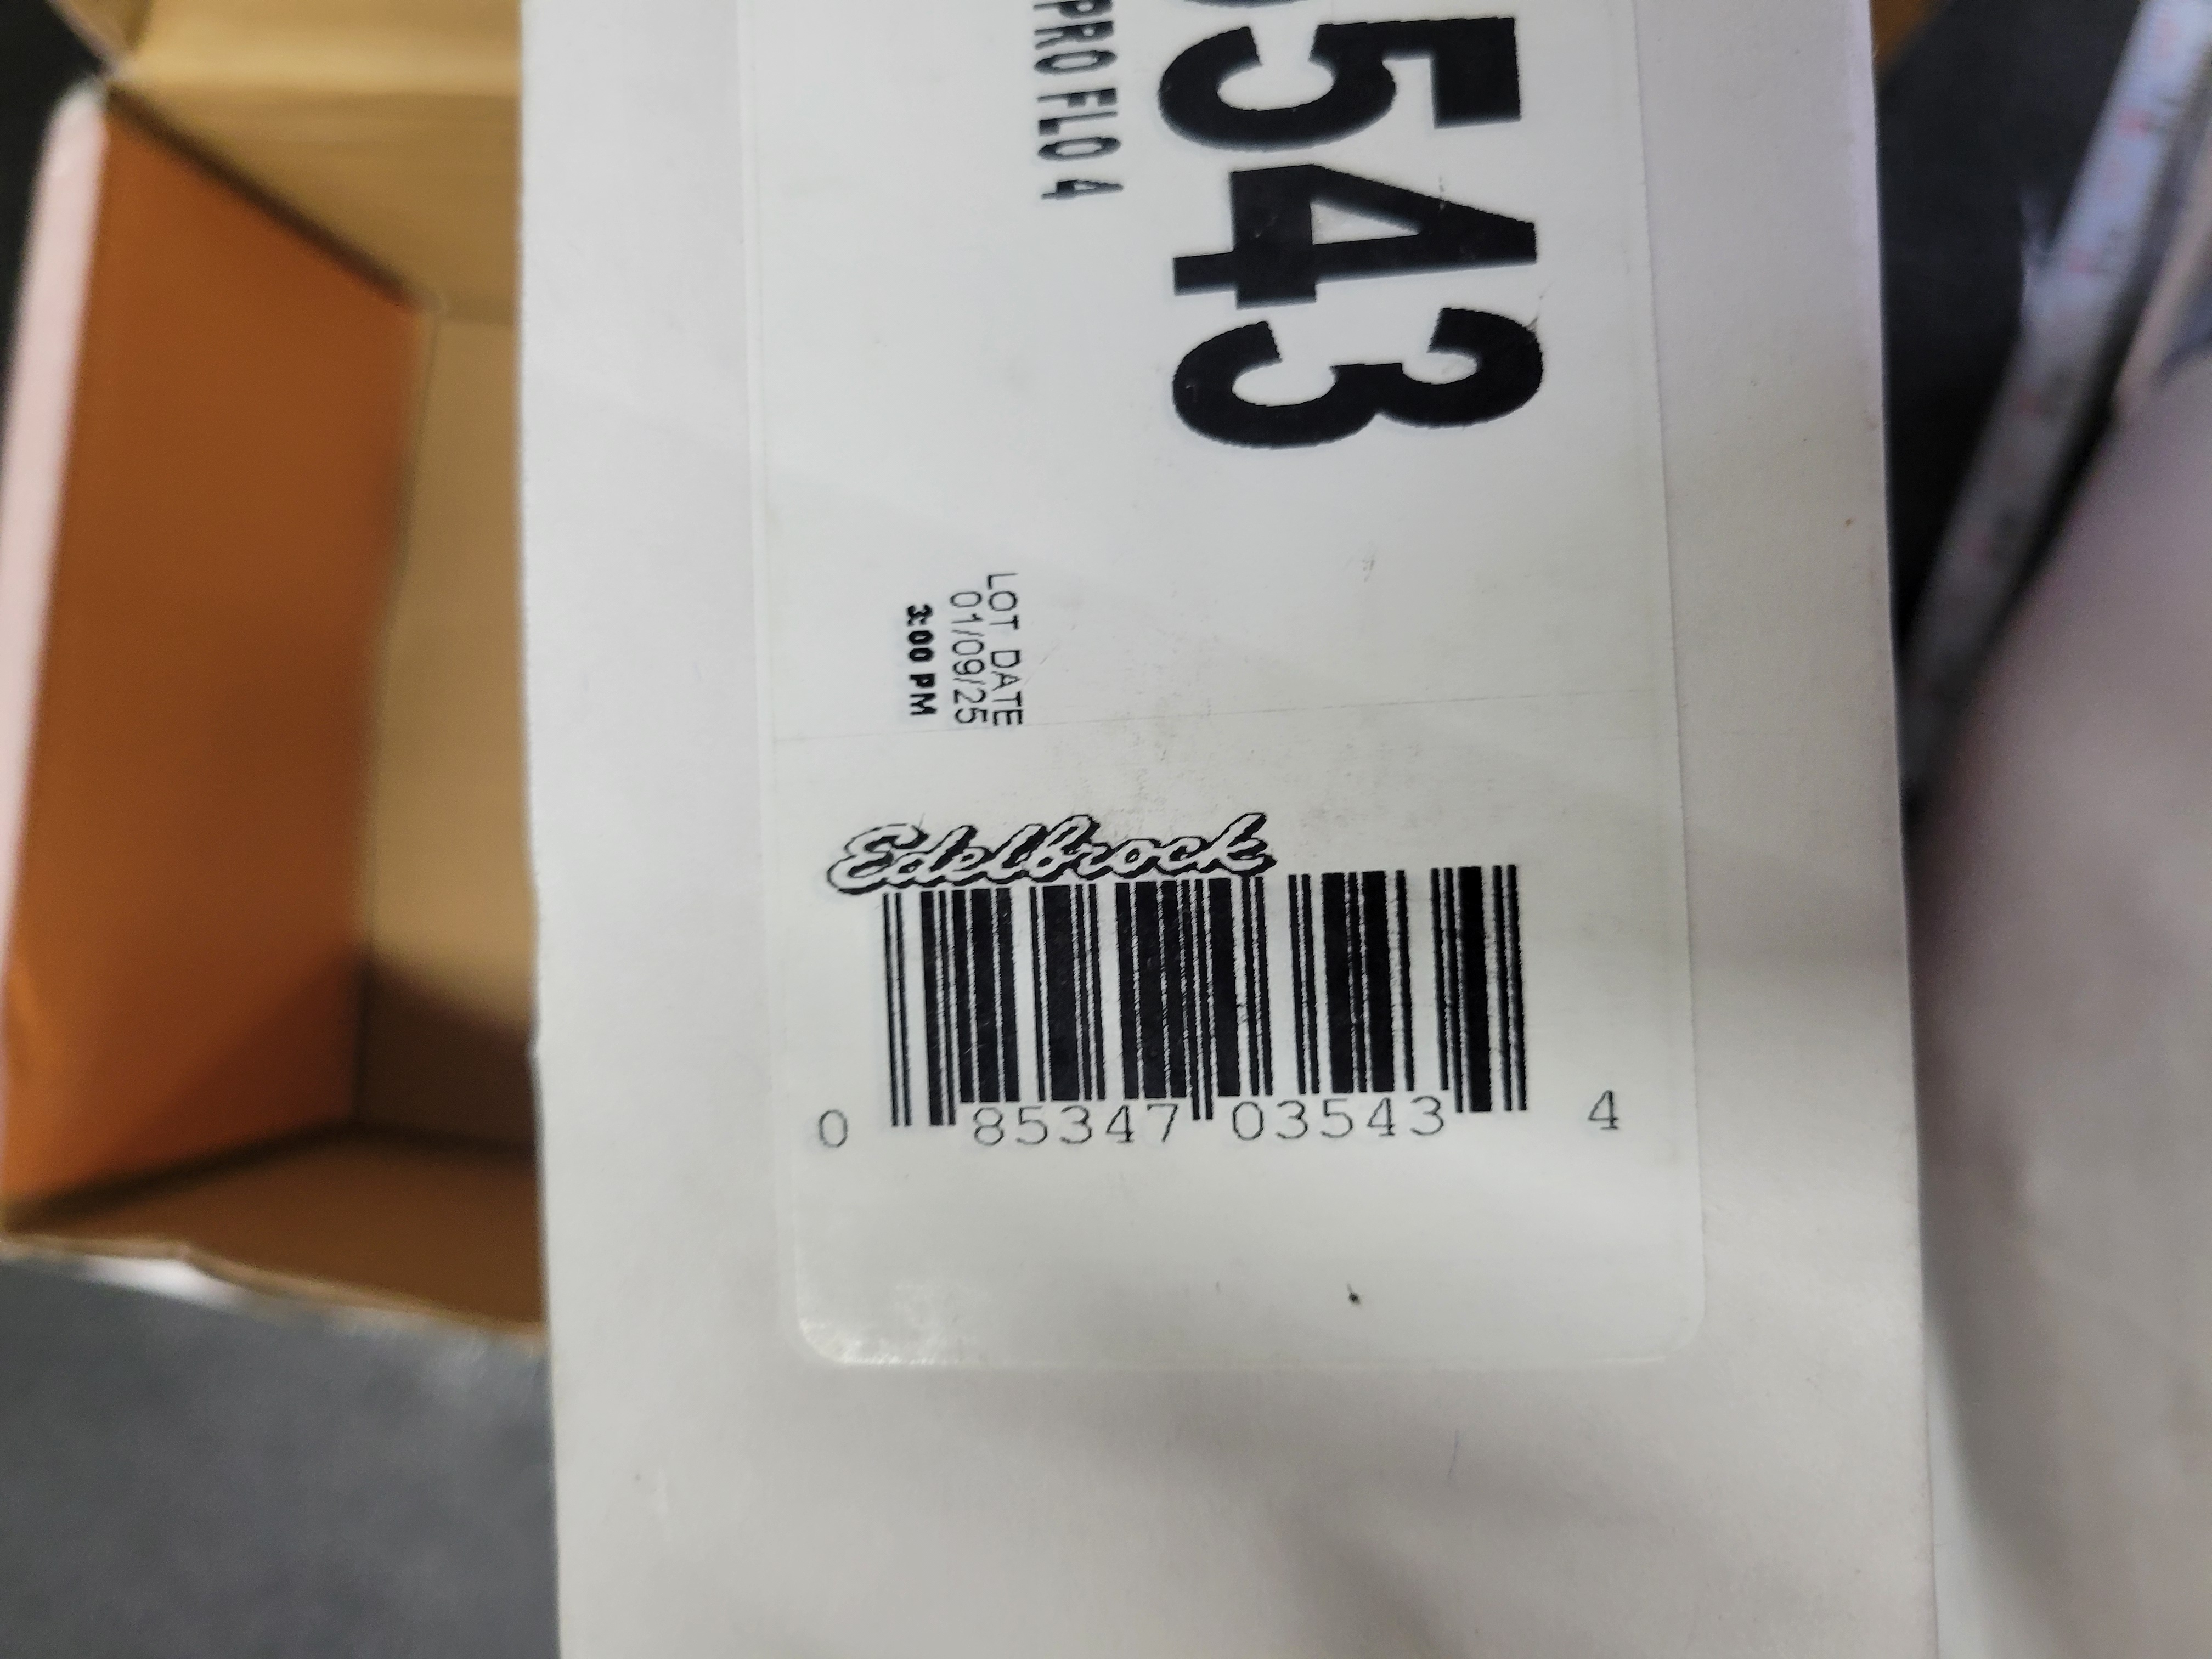 543
PRO FLO 4
LOT DATE
01/09/25
3:00 PM
Edelbrock
0 85347 03543 4